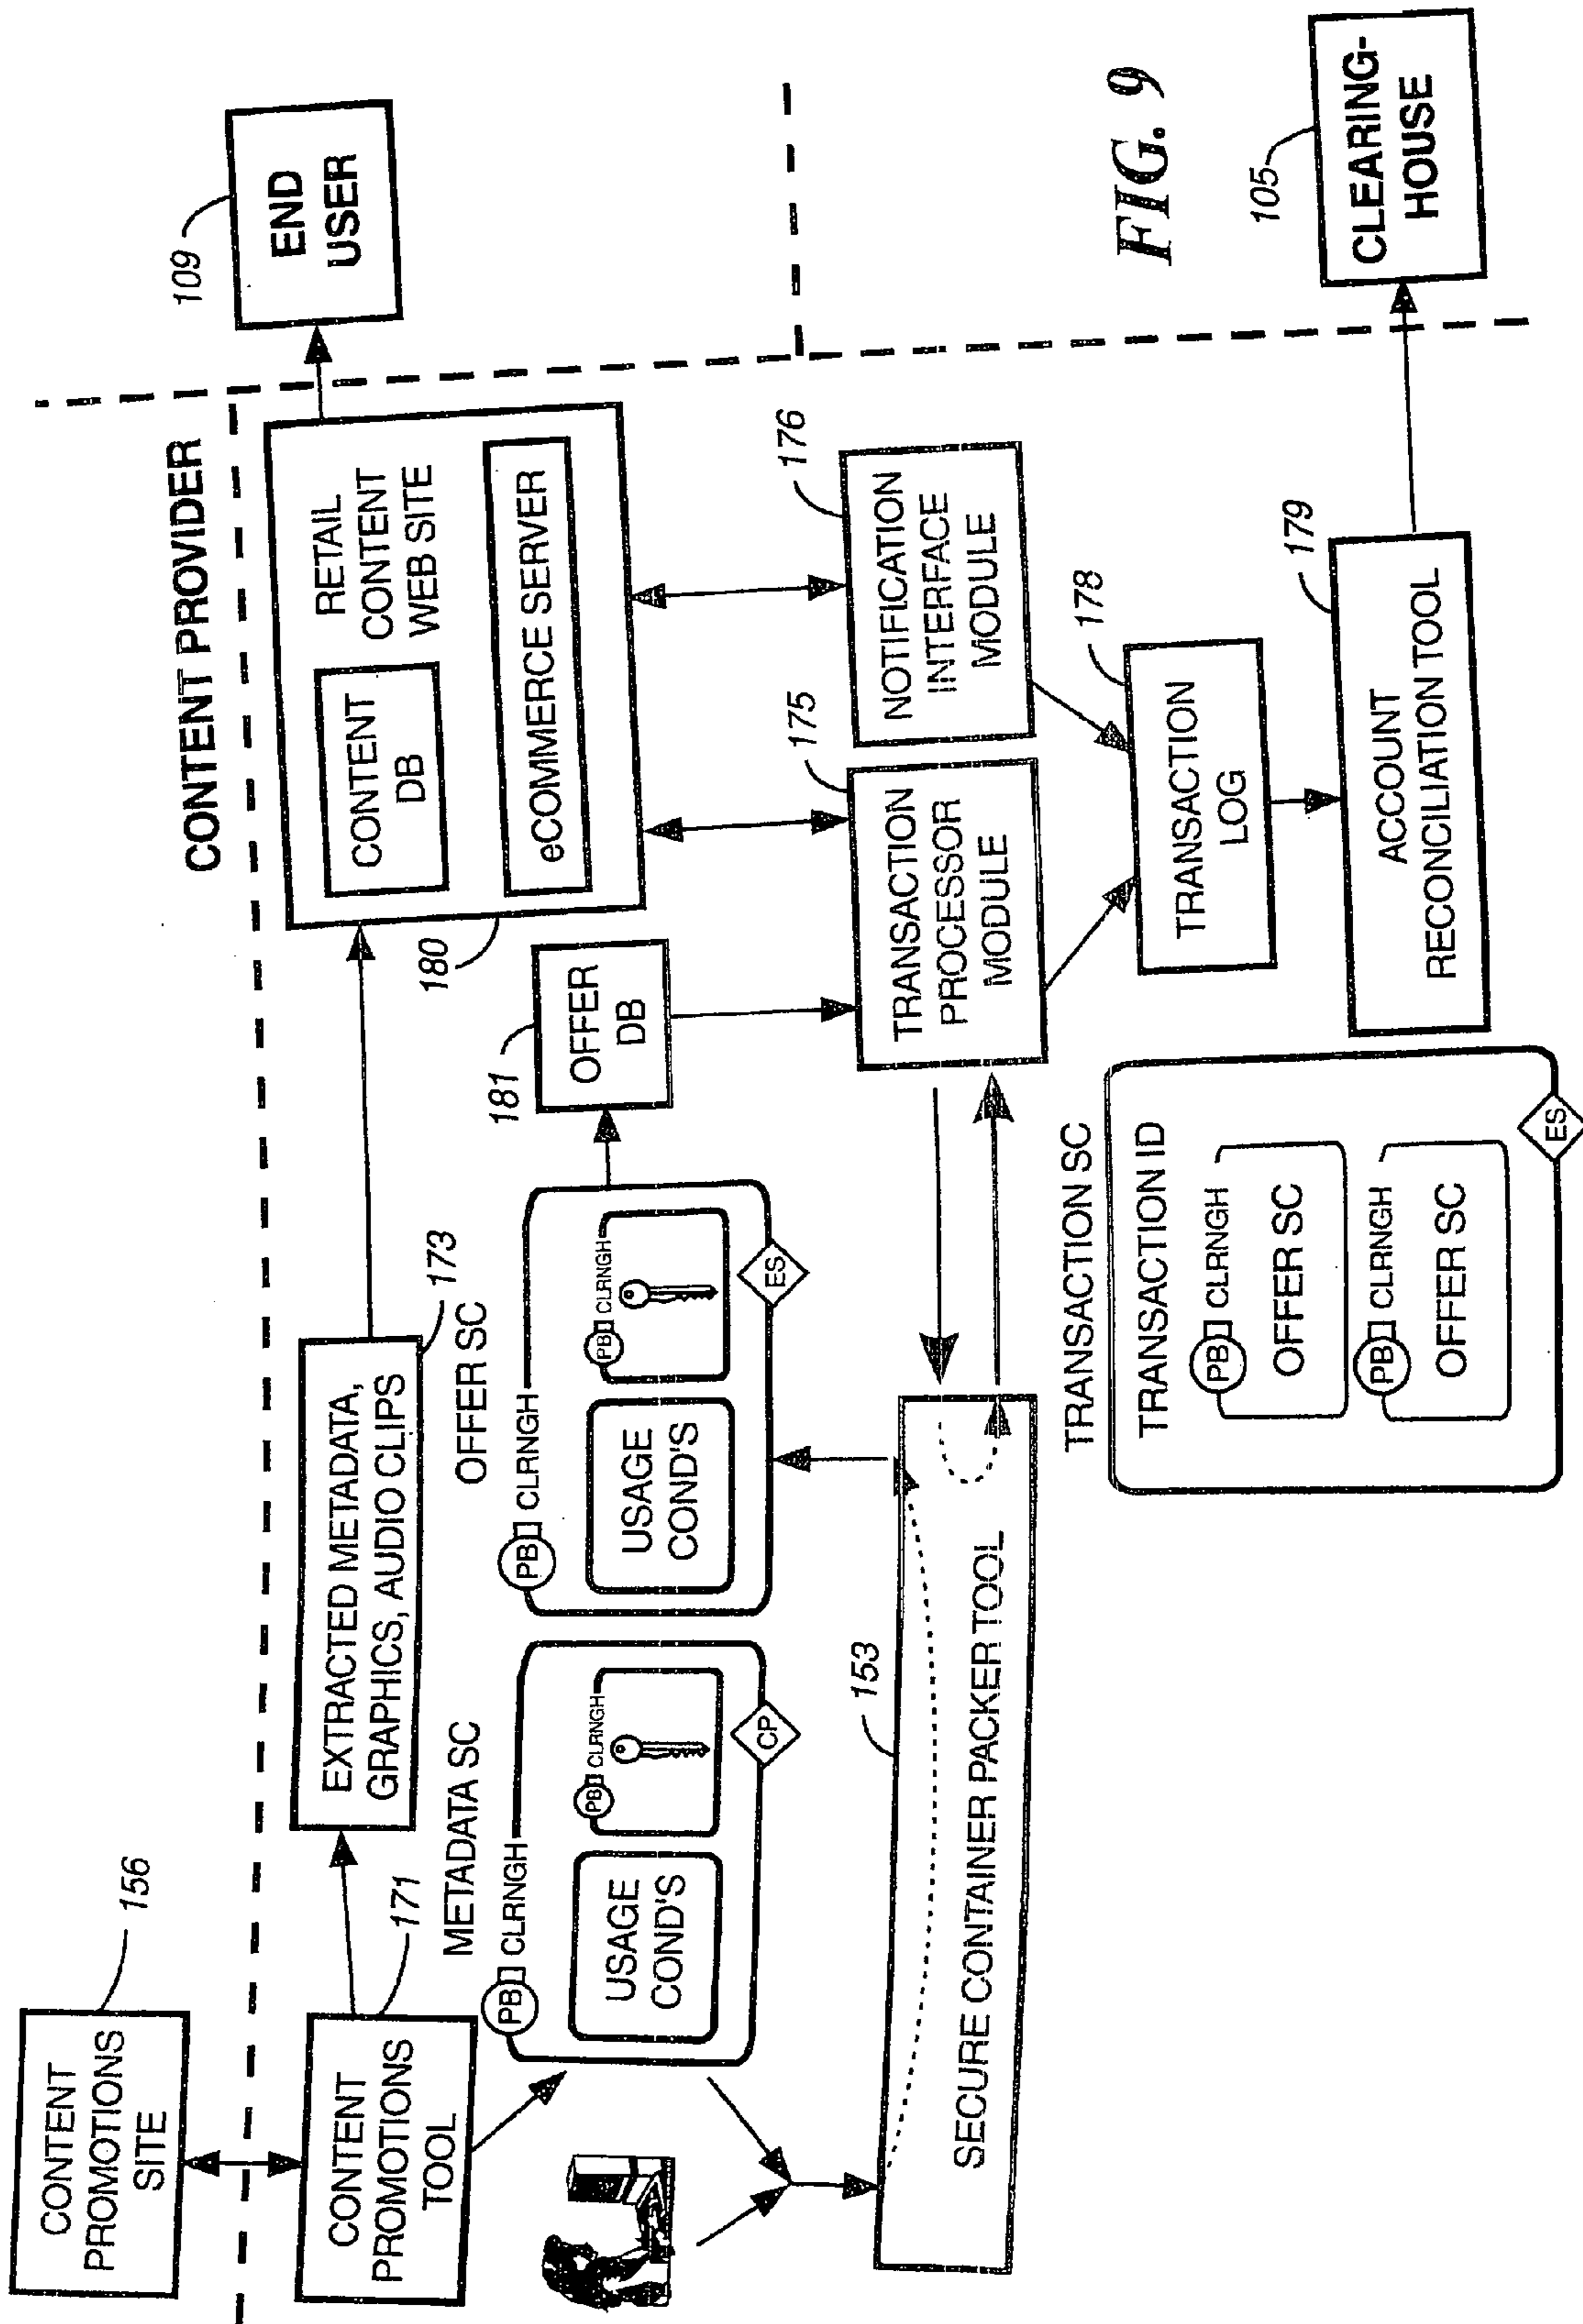 CONTENT
PROMOTIONS
SITE
156
CONTENT PROVIDER
CONTENT
PROMOTIONS
TOOL
171
EXTRACTED METADATA,
GRAPHICS, AUDIO CLIPS
173
RETAIL
CONTENT
WEB SITE
CONTENT
DB
eCOMMERCE SERVER
180
END
USER
109
METADATA SC
PB CLRNGH
USAGE
COND'S
PB CLRNGH
CP
OFFER SC
PB CLRNGH
USAGE
COND'S
PB CLRNGH
ES
OFFER
DB
181
SECURE CONTAINER PACKER TOOL
153
TRANSACTION
PROCESSOR
MODULE
175
NOTIFICATION
INTERFACE
MODULE
176
TRANSACTION
LOG
178
TRANSACTION SC
TRANSACTION ID
PB CLRNGH
OFFER SC
PB CLRNGH
OFFER SC
ES
ACCOUNT
RECONCILIATION TOOL
179
FIG. 9
CLEARING-
HOUSE
105